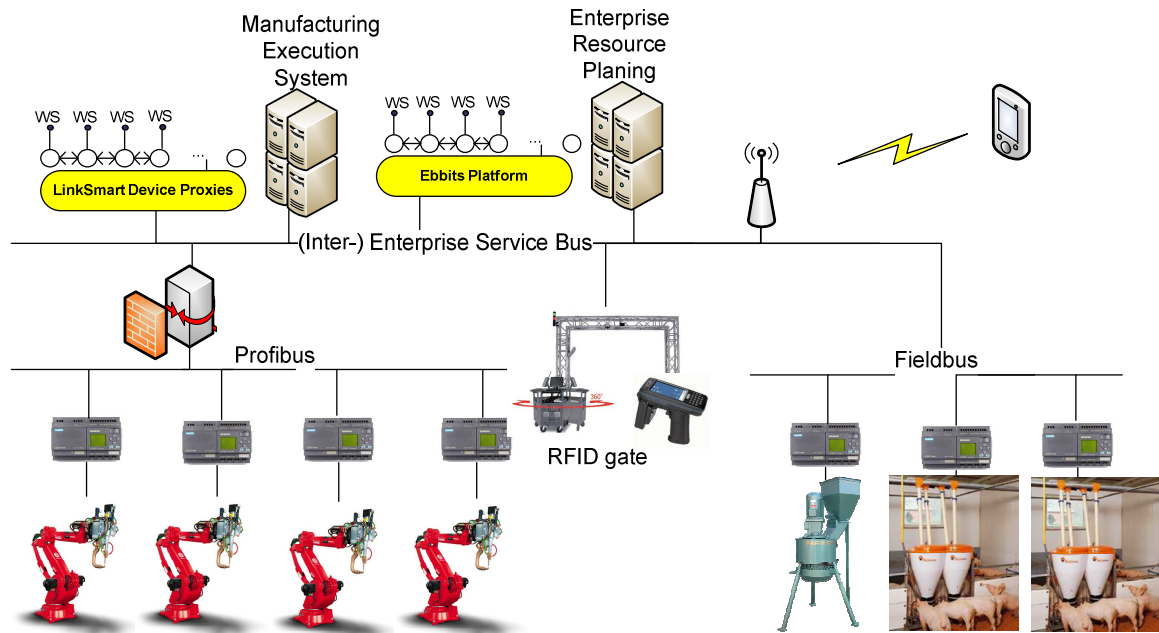 Manufacturing
Execution
System
Enterprise
Resource
Planing
WS WS WS WS
WS WS WS WS
...
...
LinkSmart Device Proxies
Ebbits Platform
(Inter-) Enterprise Service Bus
Profibus
Fieldbus
360°
RFID gate